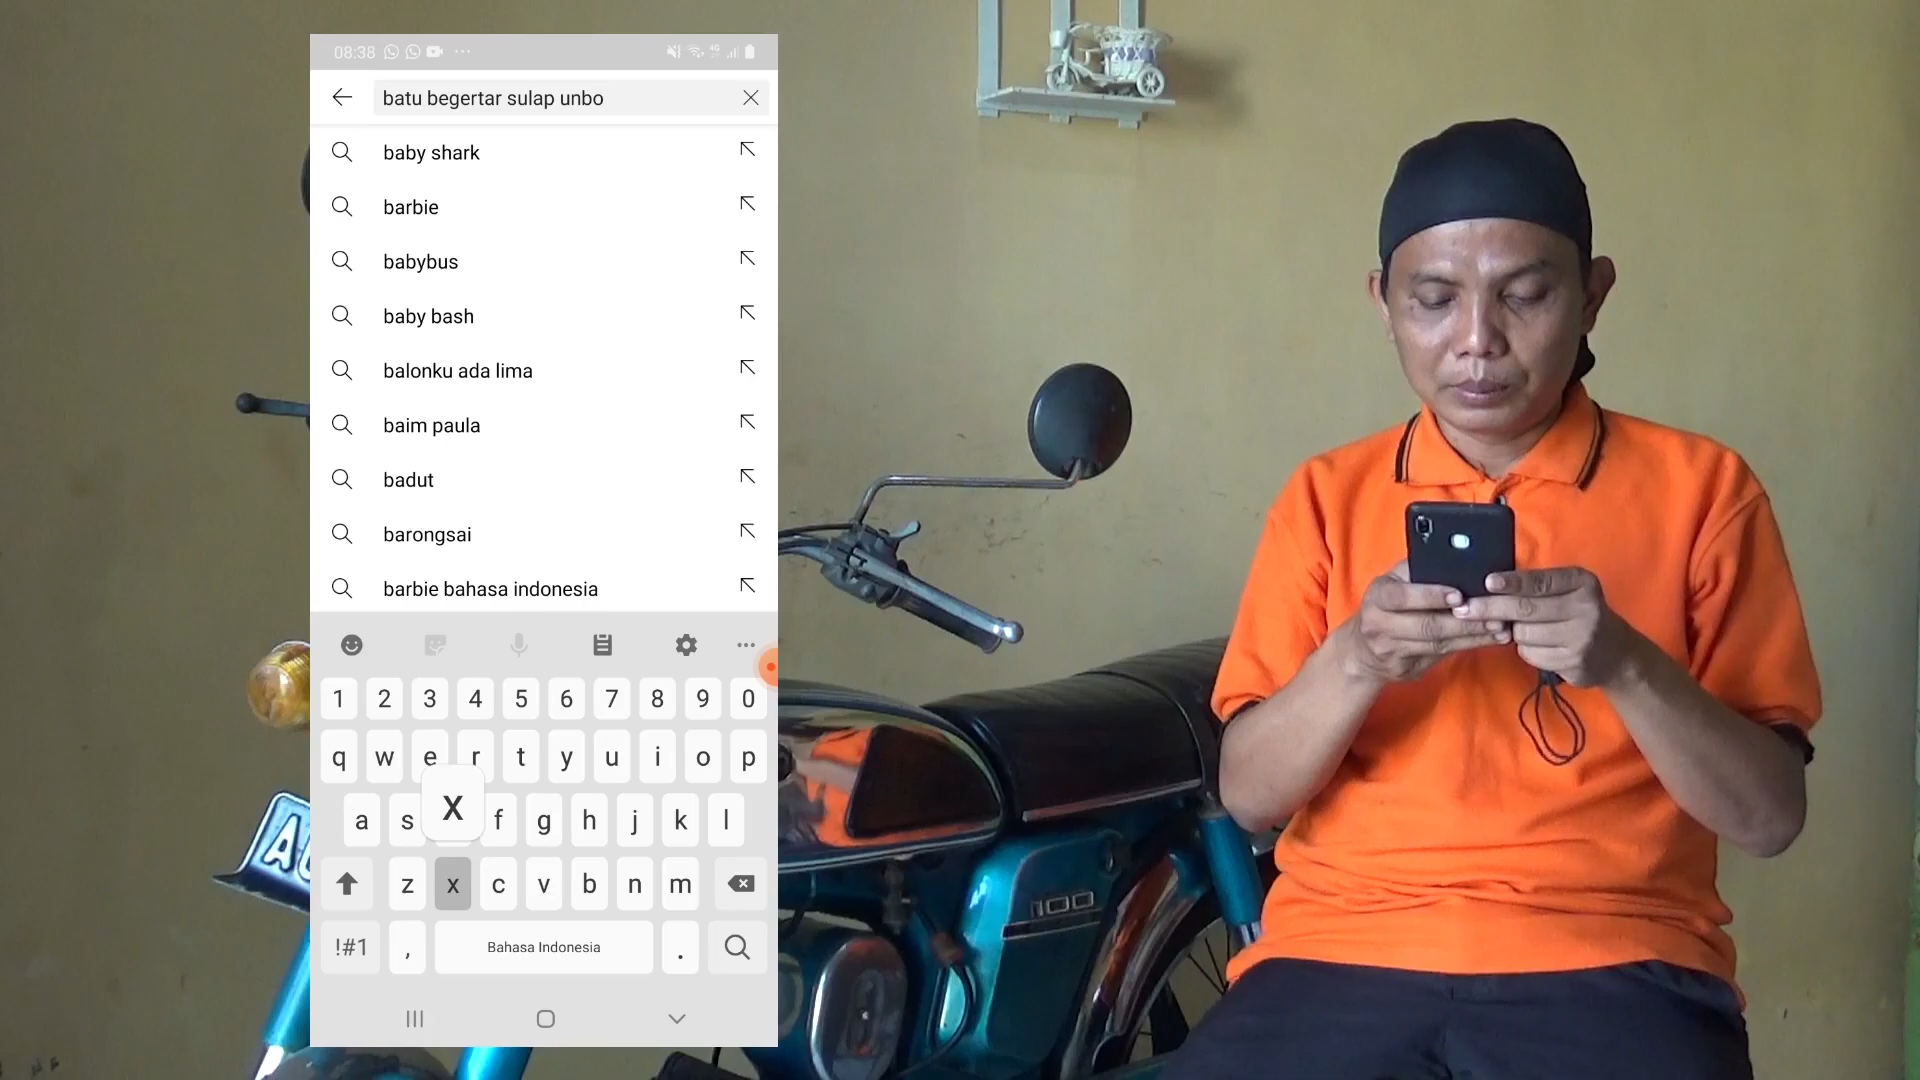 08:38 4G
batu begertar sulap unbo
baby shark
barbie
babybus
baby bash
balonku ada lima
baim paula
badut
barongsai
barbie bahasa indonesia
1 2 3 4 5 6 7 8 9 0
q w e r t y u i o p
a s X f g h j k l
z x c v b n m
!#1 , Bahasa Indonesia .
100